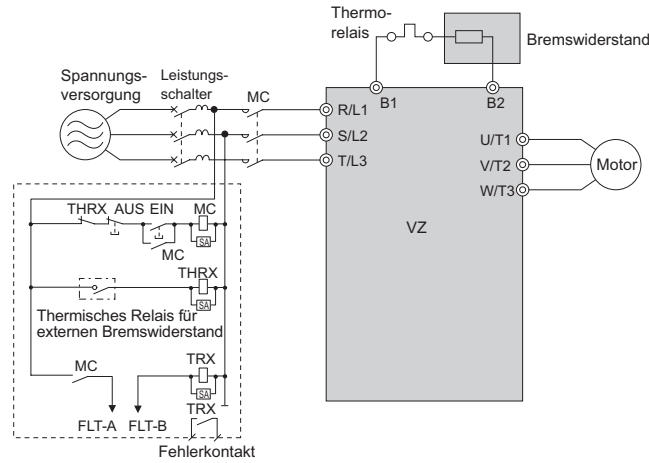 Thermo-
relais
Bremswiderstand
Spannungs-
versorgung
Leistungs-
schalter
MC
B1
B2
R/L1
S/L2
T/L3
U/T1
V/T2
W/T3
Motor
VZ
THRX
AUS
EIN
MC
SA
MC
THRX
SA
Thermisches Relais für
externen Bremswiderstand
MC
TRX
SA
TRX
FLT-A
FLT-B
Fehlerkontakt